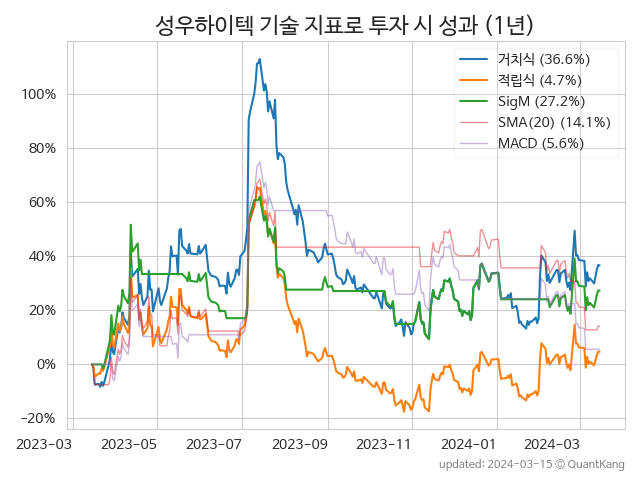 성우하이텍 기술 지표로 투자 시 성과 (1년)
거치식 (36.6%)
적립식 (4.7%)
SigM (27.2%)
SMA(20) (14.1%)
MACD (5.6%)
100%
80%
60%
40%
20%
0%
−20%
2023-03 2023-05 2023-07 2023-09 2023-11 2024-01 2024-03
updated: 2024-03-15 ⓒ QuantKang